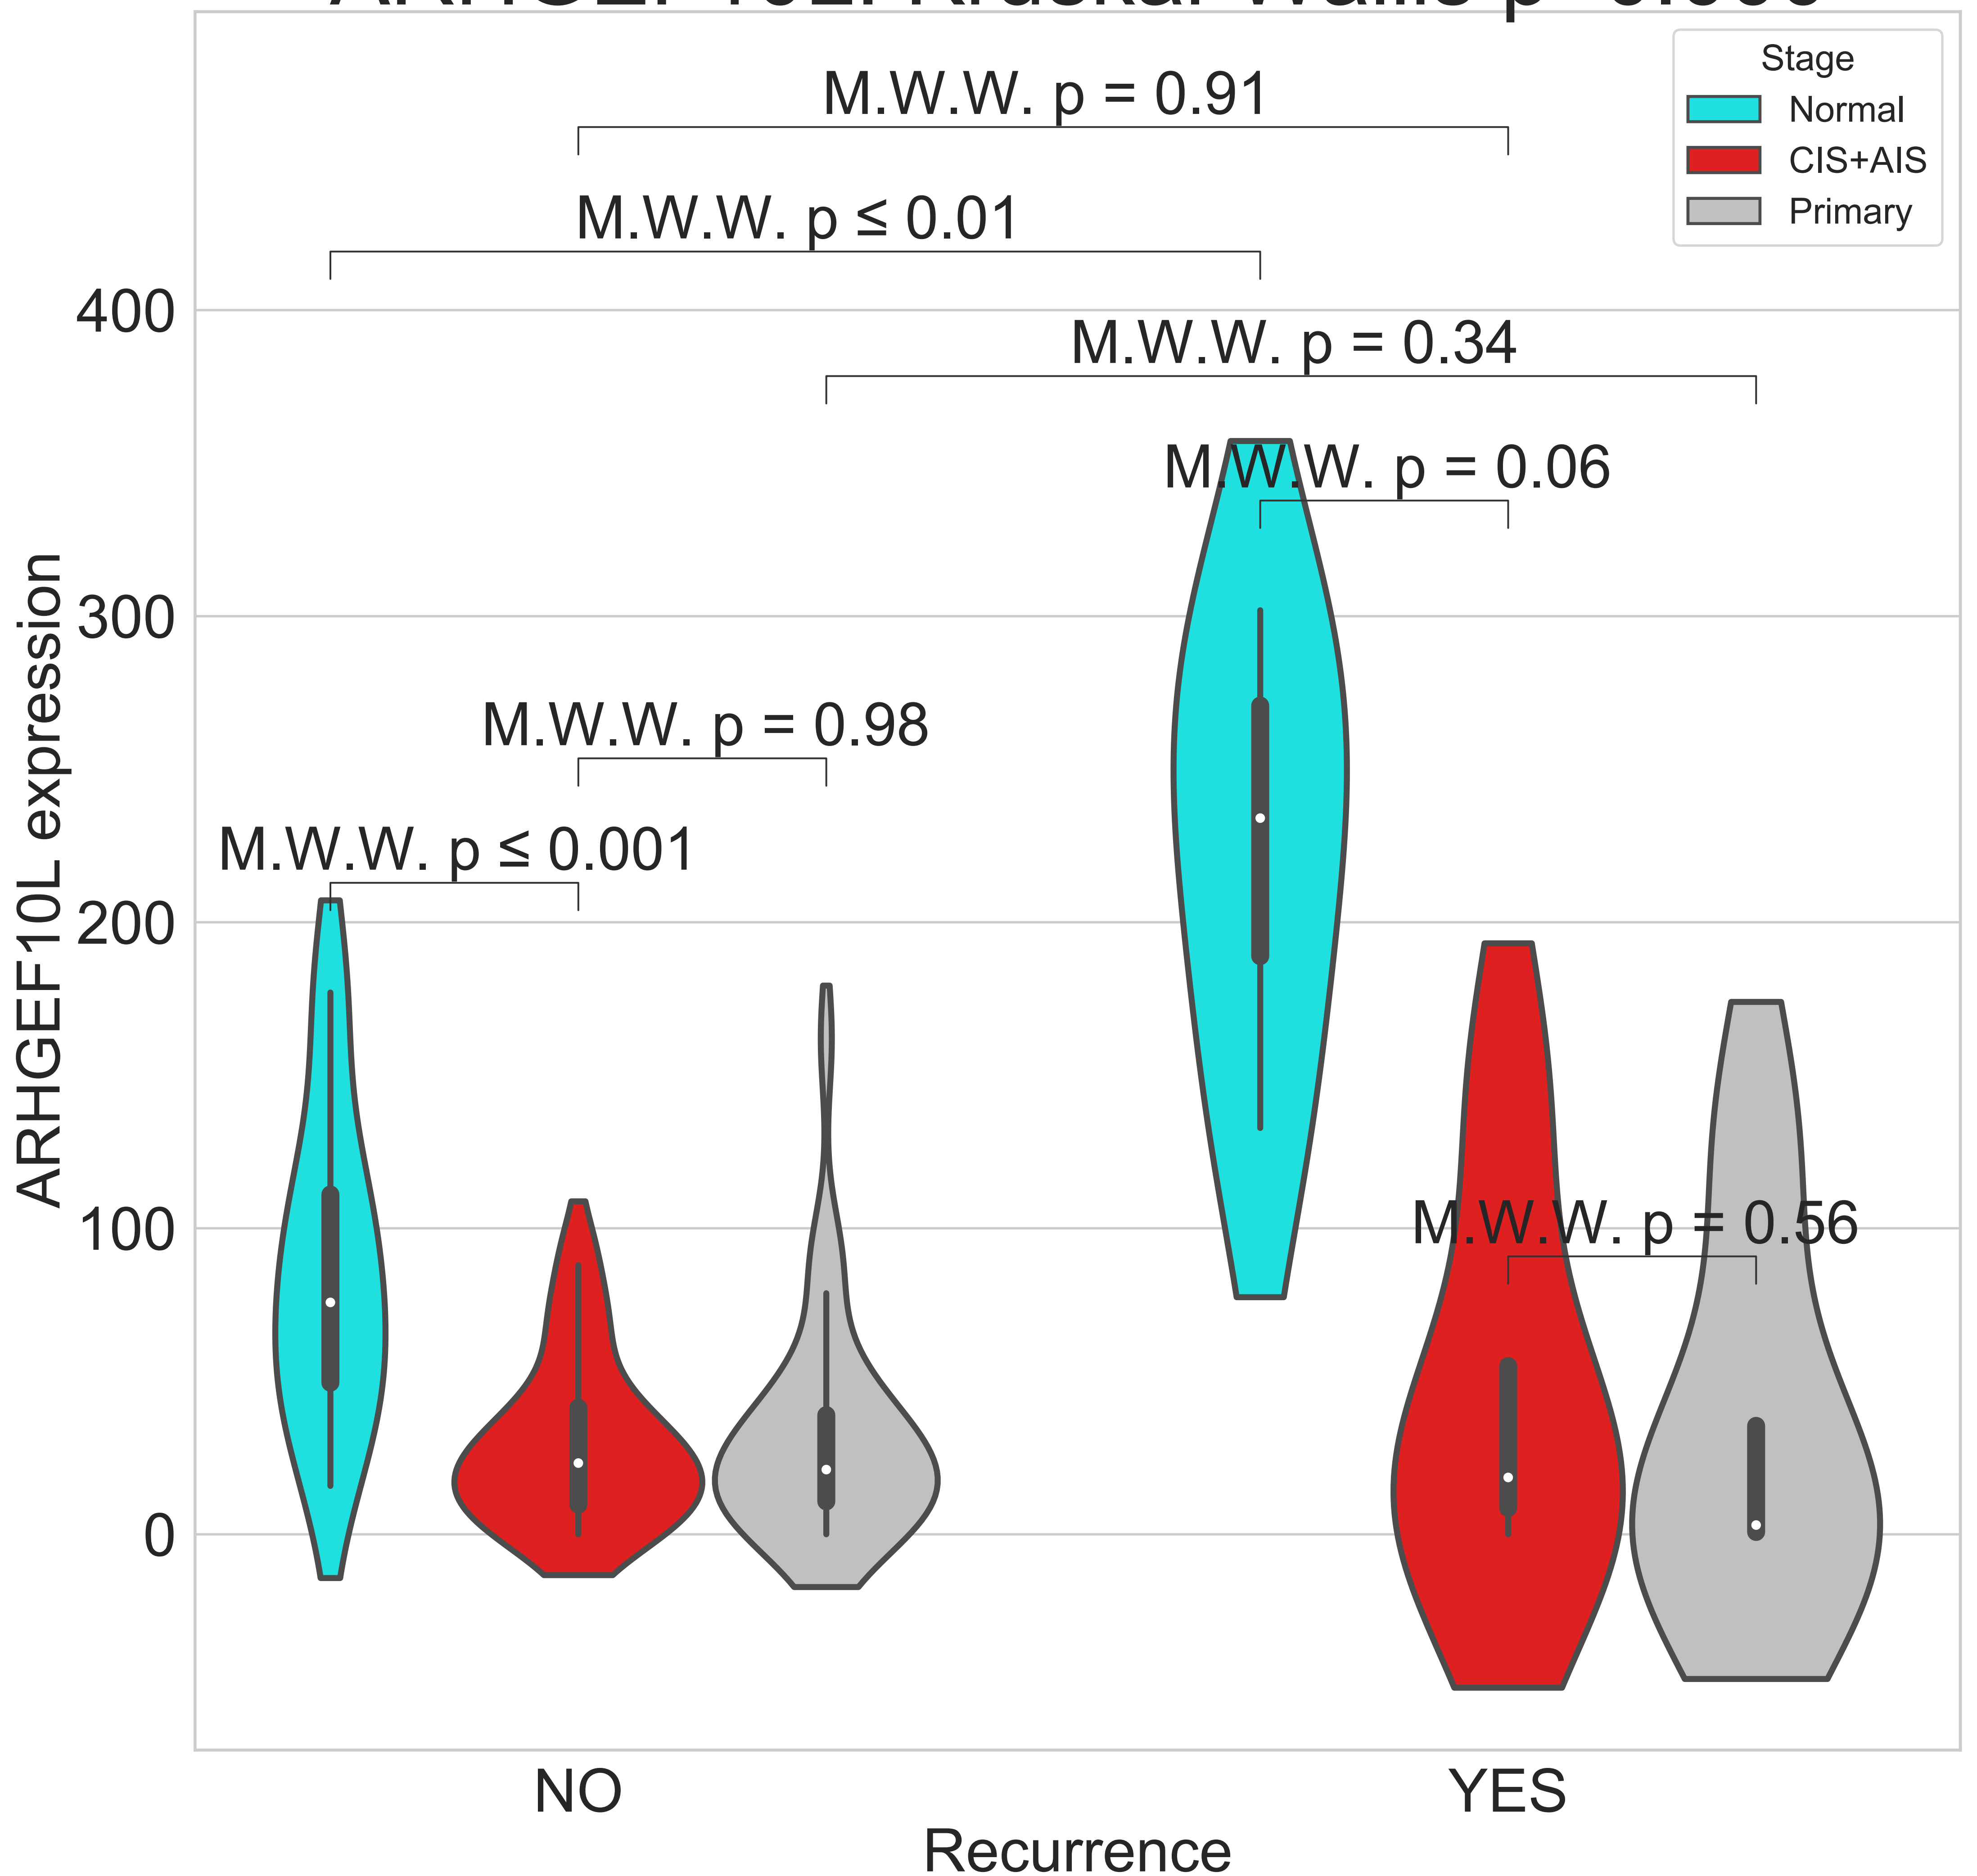 Stage
Normal
CIS+AIS
Primary
M.W.W. p = 0.91
M.W.W. p ≤ 0.01
M.W.W. p = 0.34
M.W.W. p = 0.06
M.W.W. p = 0.98
M.W.W. p ≤ 0.001
M.W.W. p = 0.56
ARHGEF10L expression
400
300
200
100
0
NO
YES
Recurrence